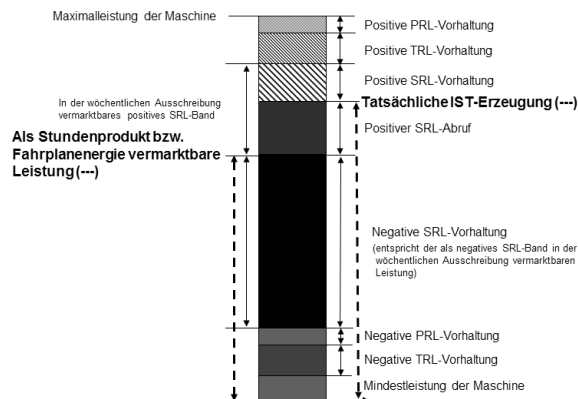 Maximalleistung der Maschine
Positive PRL-Vorhaltung
Positive TRL-Vorhaltung
Positive SRL-Vorhaltung
In der wöchentlichen Ausschreibung
vermarktbares positives SRL-Band
Tatsächliche IST-Erzeugung (---)
Positiver SRL-Abruf
Als Stundenprodukt bzw.
Fahrplanenergie vermarktbare
Leistung (---)
Negative SRL-Vorhaltung
(entspricht der als negatives SRL-Band in der
wöchentlichen Ausschreibung vermarktbaren
Leistung)
Negative PRL-Vorhaltung
Negative TRL-Vorhaltung
Mindestleistung der Maschine